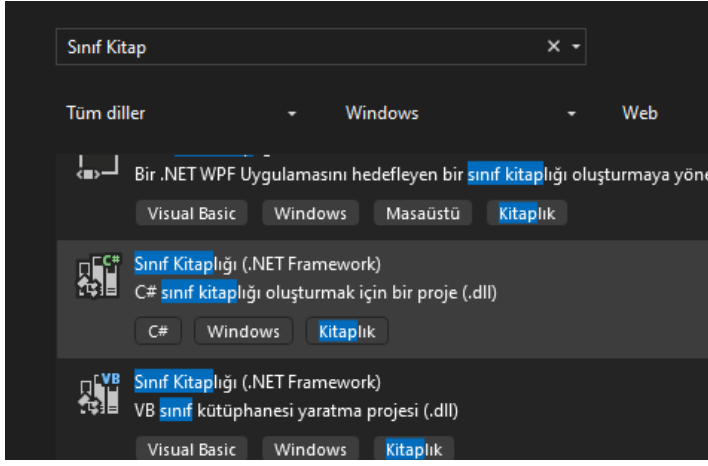 Sınıf Kitap
Tüm diller Windows Web
Bir .NET WPF Uygulamasını hedefleyen bir sınıf kitaplığı oluşturmaya yöne
Visual Basic Windows Masaüstü Kitaplık
C#
Sınıf Kitaplığı (.NET Framework)
C# sınıf kitaplığı oluşturmak için bir proje (.dll)
C# Windows Kitaplık
VB
Sınıf Kitaplığı (.NET Framework)
VB sınıf kütüphanesi yaratma projesi (.dll)
Visual Basic Windows Kitaplık